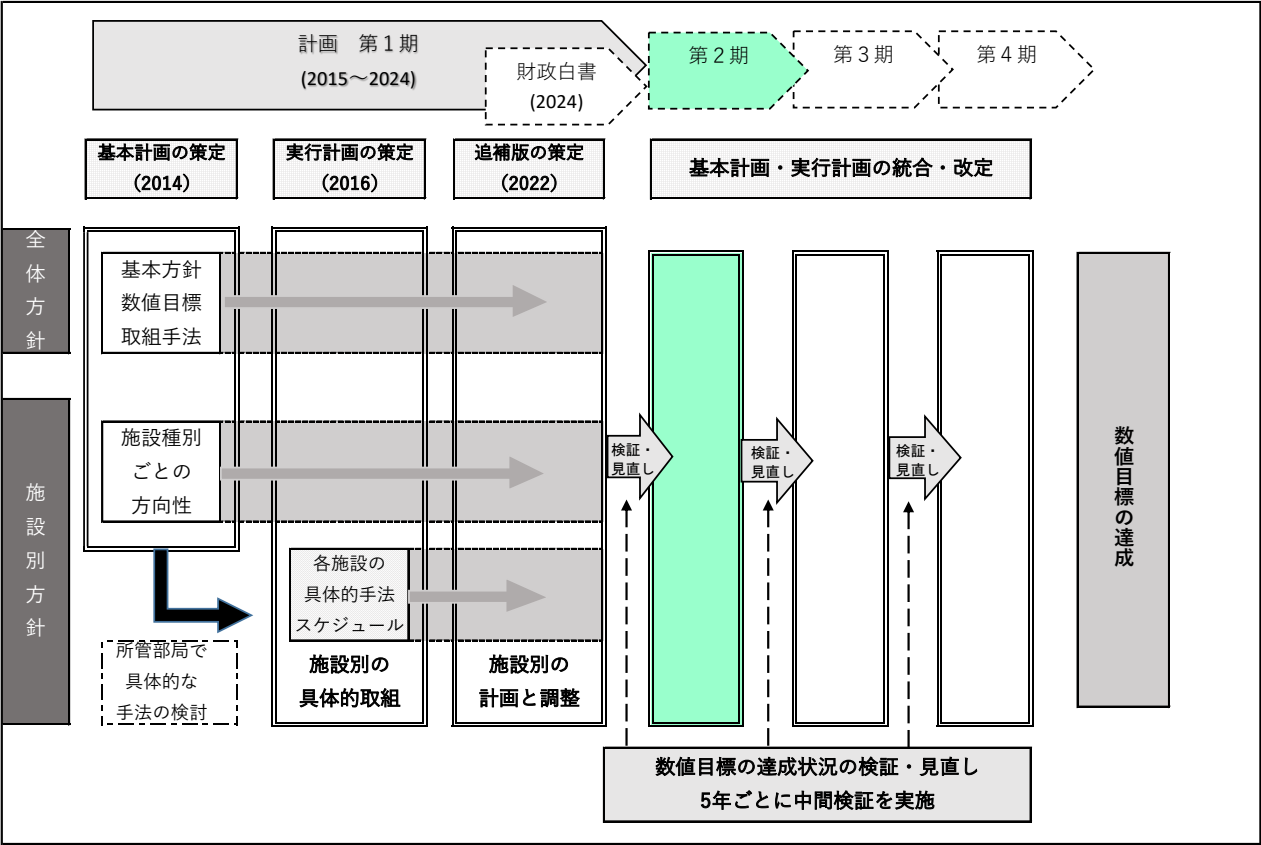 計画　第１期
(2015～2024)
財政白書
(2024)
第２期
第３期
第４期
基本計画の策定
（2014）
実行計画の策定
（2016）
追補版の策定
（2022）
基本計画・実行計画の統合・改定
全体方針
基本方針
数値目標
取組手法
施設別方針
施設種別
ごとの
方向性
各施設の
具体的手法
スケジュール
所管部局で
具体的な
手法の検討
施設別の
具体的取組
施設別の
計画と調整
検証・
見直し
検証・
見直し
検証・
見直し
数値目標の達成
数値目標の達成状況の検証・見直し
5年ごとに中間検証を実施